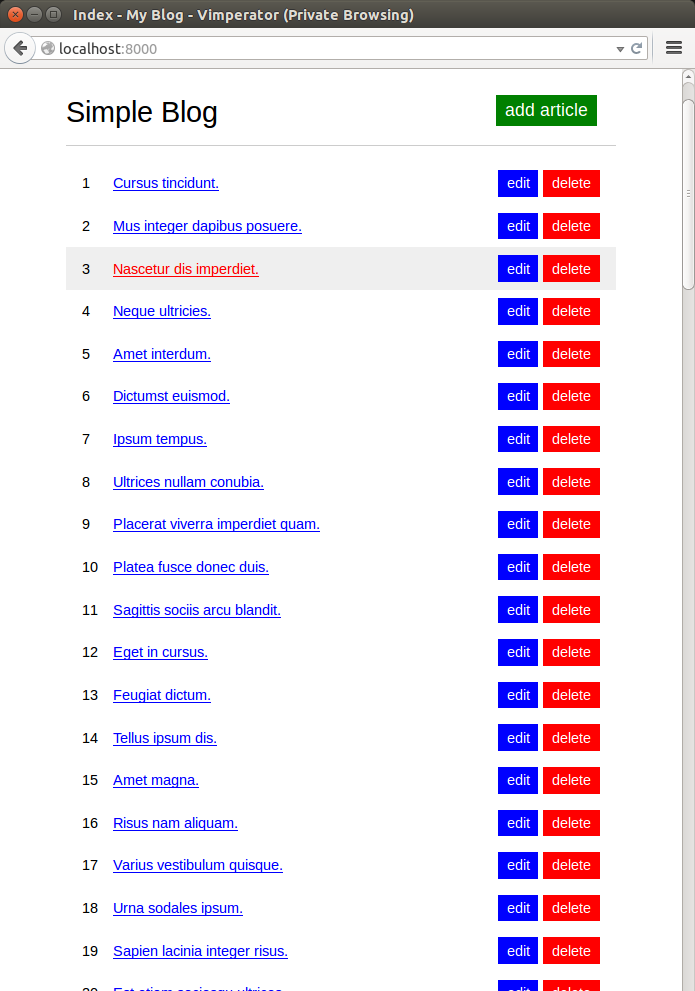 Index - My Blog - Vimperator (Private Browsing)
localhost:8000
Simple Blog add article
1 Cursus tincidunt. edit delete
2 Mus integer dapibus posuere. edit delete
3 Nascetur dis imperdiet. edit delete
4 Neque ultricies. edit delete
5 Amet interdum. edit delete
6 Dictumst euismod. edit delete
7 Ipsum tempus. edit delete
8 Ultrices nullam conubia. edit delete
9 Placerat viverra imperdiet quam. edit delete
10 Platea fusce donec duis. edit delete
11 Sagittis sociis arcu blandit. edit delete
12 Eget in cursus. edit delete
13 Feugiat dictum. edit delete
14 Tellus ipsum dis. edit delete
15 Amet magna. edit delete
16 Risus nam aliquam. edit delete
17 Varius vestibulum quisque. edit delete
18 Urna sodales ipsum. edit delete
19 Sapien lacinia integer risus. edit delete
20 edit delete